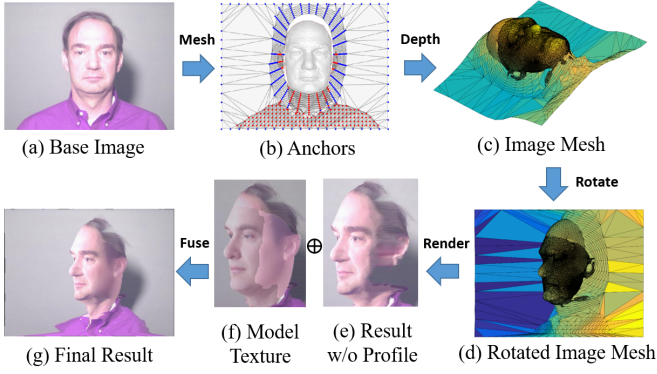 Mesh
Depth
(a) Base Image
(b) Anchors
(c) Image Mesh
Rotate
Fuse
⊕
Render
(g) Final Result
(f) Model
Texture
(e) Result
w/o Profile
(d) Rotated Image Mesh